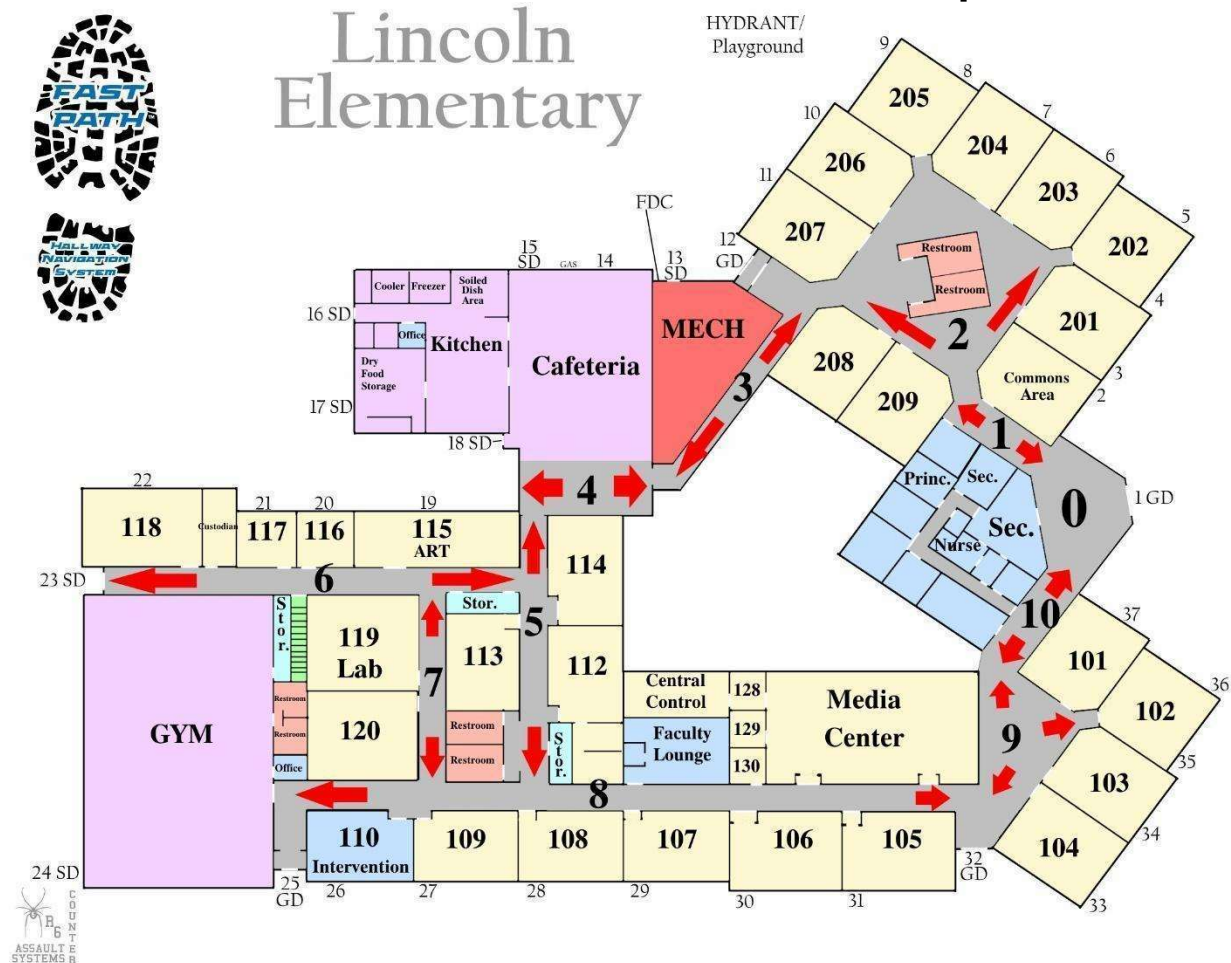 Lincoln
Elementary
FAST
PATH
HALLWAY
NAVIGATION
SYSTEM
HYDRANT/
Playground
9
8
7
6
5
4
3
2
10
11
12
GD
205
204
203
202
201
206
207
208
209
Restroom
Restroom
Commons
Area
2
1
0
1 GD
3
FDC
13
SD
14
GAS
15
SD
16 SD
17 SD
18 SD
Cooler
Freezer
Soiled
Dish
Area
Office
Kitchen
Dry
Food
Storage
Cafeteria
MECH
4
Princ.
Sec.
Sec.
Nurse
10
22
21
20
19
118
Custodian
117
116
115
ART
23 SD
6
114
Stor.
Stor.
119
Lab
113
5
112
7
Restroom
Restroom
Office
120
Restroom
Restroom
Stor.
GYM
Central
Control
Faculty
Lounge
128
129
130
Media
Center
9
37
101
36
102
35
103
34
104
33
8
110
Intervention
109
108
107
106
105
32
GD
24 SD
25
GD
26
27
28
29
30
31
R6
ASSAULT
SYSTEMS
COUNTER